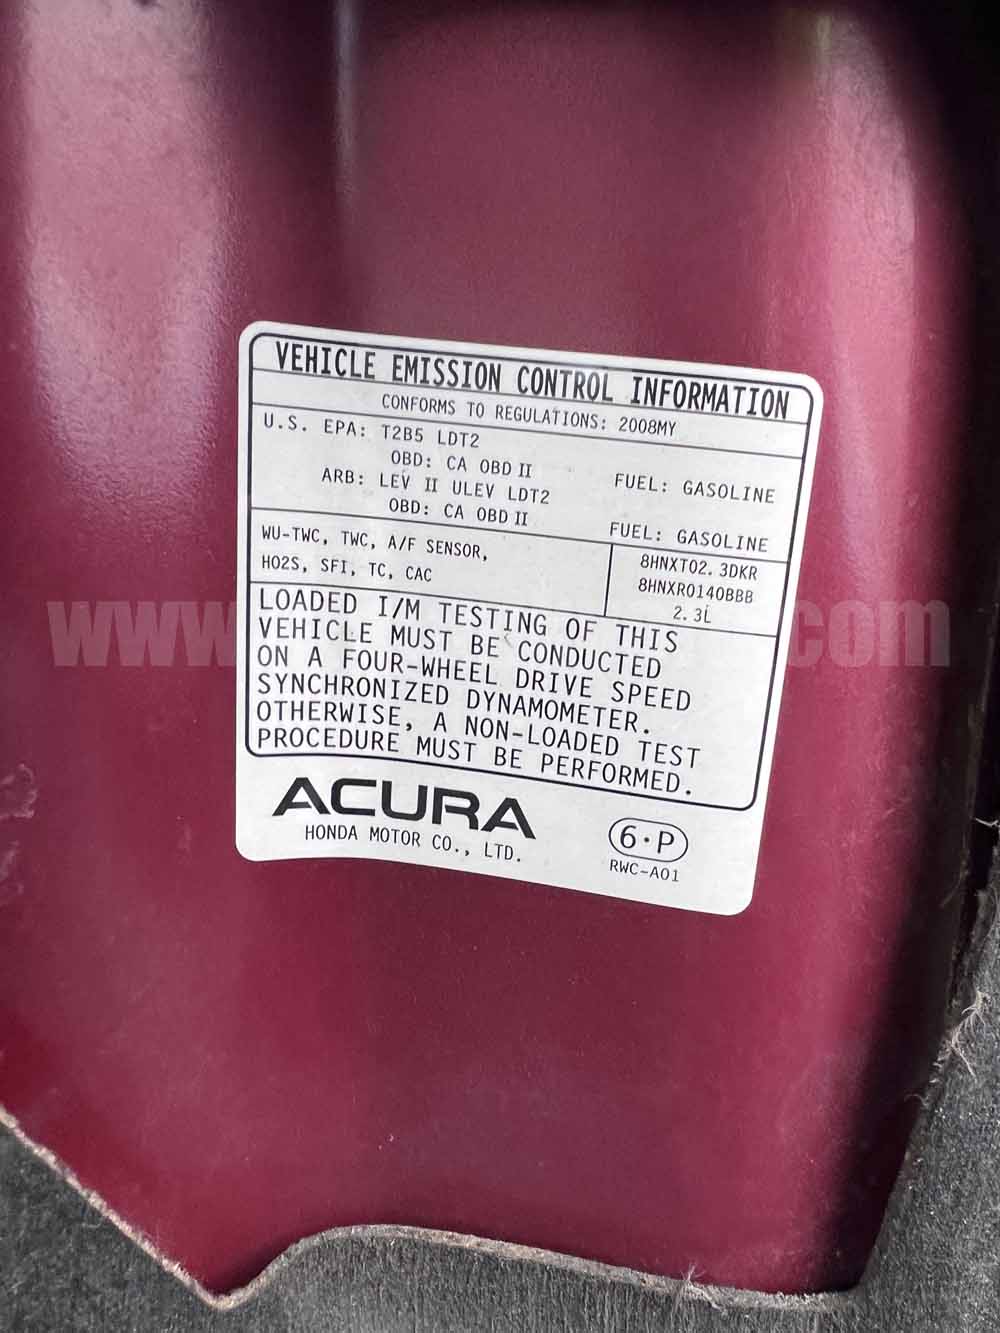 VEHICLE EMISSION CONTROL INFORMATION
CONFORMS TO REGULATIONS: 2008MY
U.S. EPA: T2B5 LDT2
OBD: CA OBD II FUEL: GASOLINE
ARB: LEV II ULEV LDT2
OBD: CA OBD II FUEL: GASOLINE
WU-TWC, TWC, A/F SENSOR,
HO2S, SFI, TC, CAC
8HNXT02.3DKR
8HNXR0140BBB
2.3L
LOADED I/M TESTING OF THIS
VEHICLE MUST BE CONDUCTED
ON A FOUR-WHEEL DRIVE SPEED
SYNCHRONIZED DYNAMOMETER.
OTHERWISE, A NON-LOADED TEST
PROCEDURE MUST BE PERFORMED.
ACURA
HONDA MOTOR CO., LTD.
6·P
RWC-A01